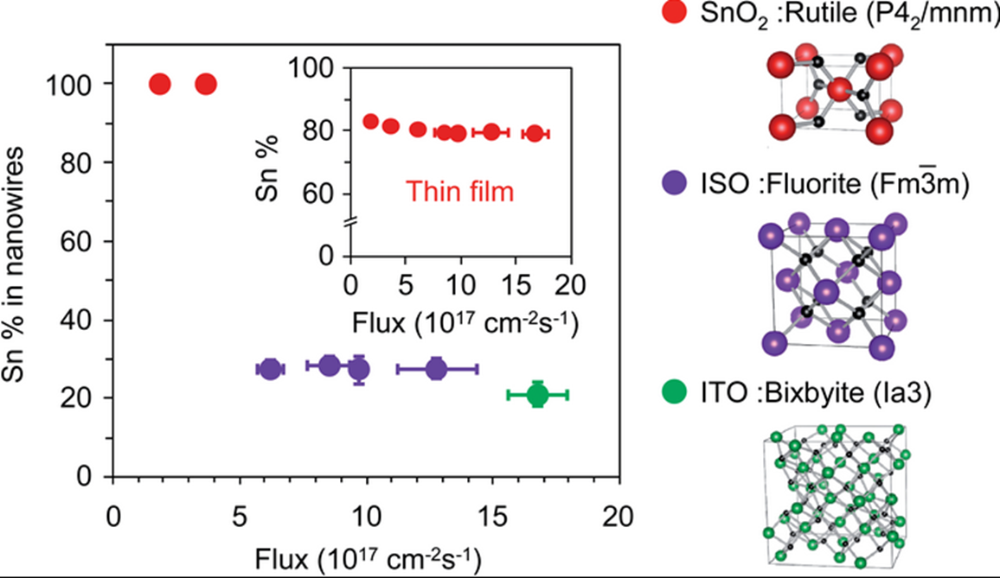 SnO₂ :Rutile (P4₂/mnm)
ISO :Fluorite (Fm3̅m)
ITO :Bixbyite (Ia3)
Sn % in nanowires
100
80
60
40
20
0
0 5 10 15 20
Flux (10¹⁷ cm⁻²s⁻¹)
Sn %
100
80
60
0
Thin film
0 5 10 15 20
Flux (10¹⁷ cm⁻²s⁻¹)